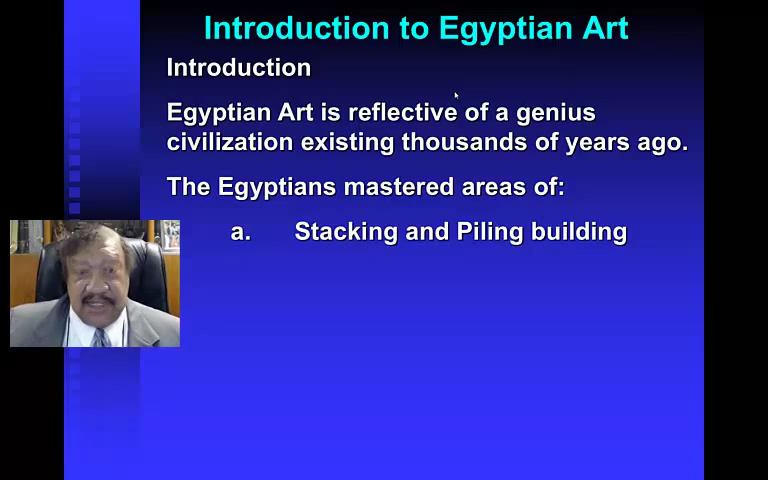 Introduction to Egyptian Art
Introduction
Egyptian Art is reflective of a genius
civilization existing thousands of years ago.
The Egyptians mastered areas of:
a. Stacking and Piling building